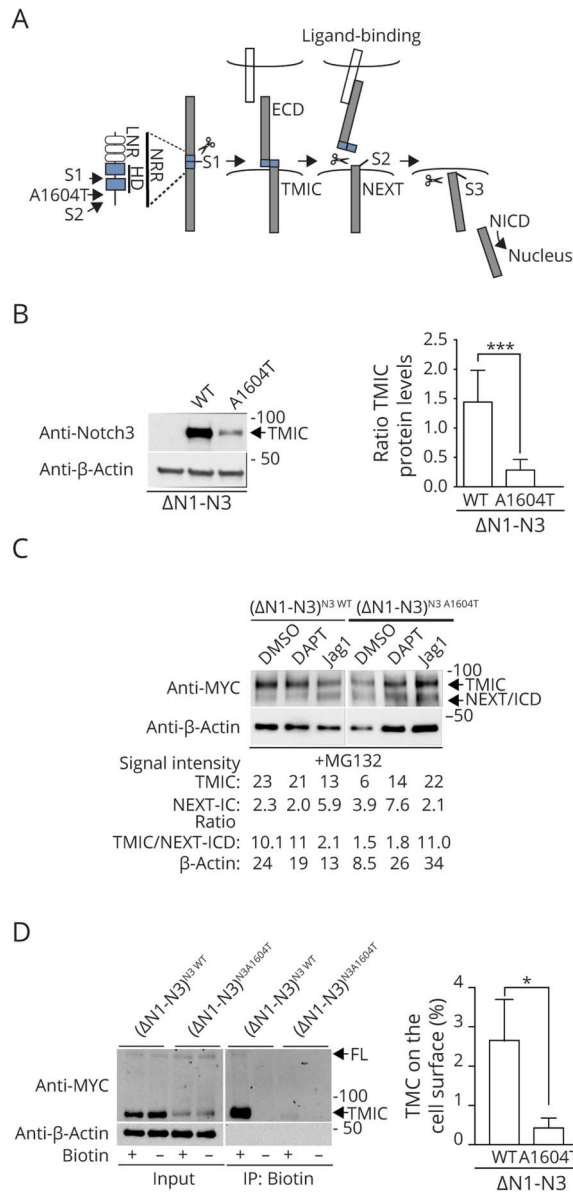 A
Ligand-binding
ECD
LNR
HD
NRR
S1
S1
A1604T
S2
TMIC
S2
NEXT
S3
NICD
Nucleus
B
WT A1604T
-100
Anti-Notch3 TMIC
Anti-β-Actin - 50
ΔN1-N3
Ratio TMIC
protein levels
2.5
2.0
1.5
1.0
0.5
0.0
***
WT A1604T
ΔN1-N3
C
(ΔN1-N3)N3 WT (ΔN1-N3)N3 A1604T
DMSO DAPT Jag1 DMSO DAPT Jag1
-100
Anti-MYC TMIC
NEXT/ICD
Anti-β-Actin –50
+MG132
Signal intensity
TMIC: 23 21 13 6 14 22
NEXT-IC: 2.3 2.0 5.9 3.9 7.6 2.1
Ratio
TMIC/NEXT-ICD: 10.1 11 2.1 1.5 1.8 11.0
β-Actin: 24 19 13 8.5 26 34
D
(ΔN1-N3)N3 WT (ΔN1-N3)N3A1604T (ΔN1-N3)N3 WT (ΔN1-N3)N3A1604T
FL
Anti-MYC
-100
TMIC
Anti-β-Actin - 50
Biotin + – + – + – + –
Input IP: Biotin
TMC on the
cell surface (%)
4
3
2
1
0
*
WT A1604T
ΔN1-N3